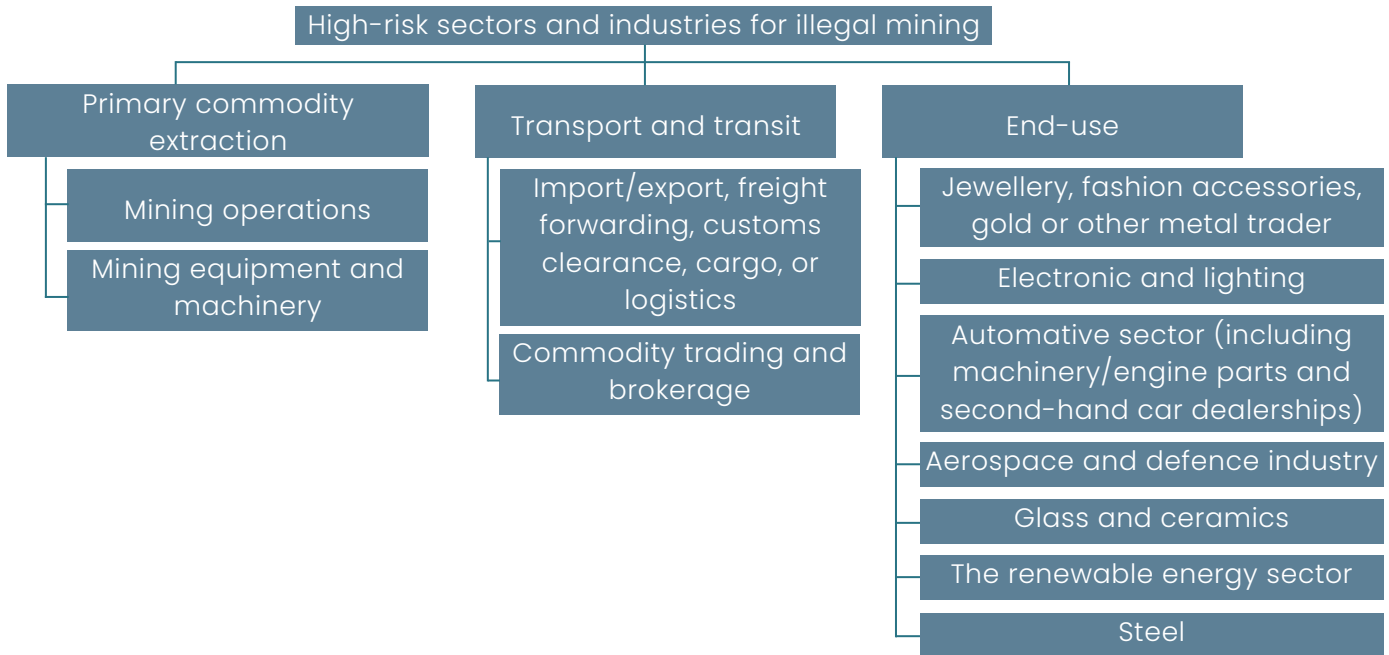 High-risk sectors and industries for illegal mining
Primary commodity
extraction
Mining operations
Mining equipment and
machinery
Transport and transit
Import/export, freight
forwarding, customs
clearance, cargo, or
logistics
Commodity trading and
brokerage
End-use
Jewellery, fashion accessories,
gold or other metal trader
Electronic and lighting
Automative sector (including
machinery/engine parts and
second-hand car dealerships)
Aerospace and defence industry
Glass and ceramics
The renewable energy sector
Steel